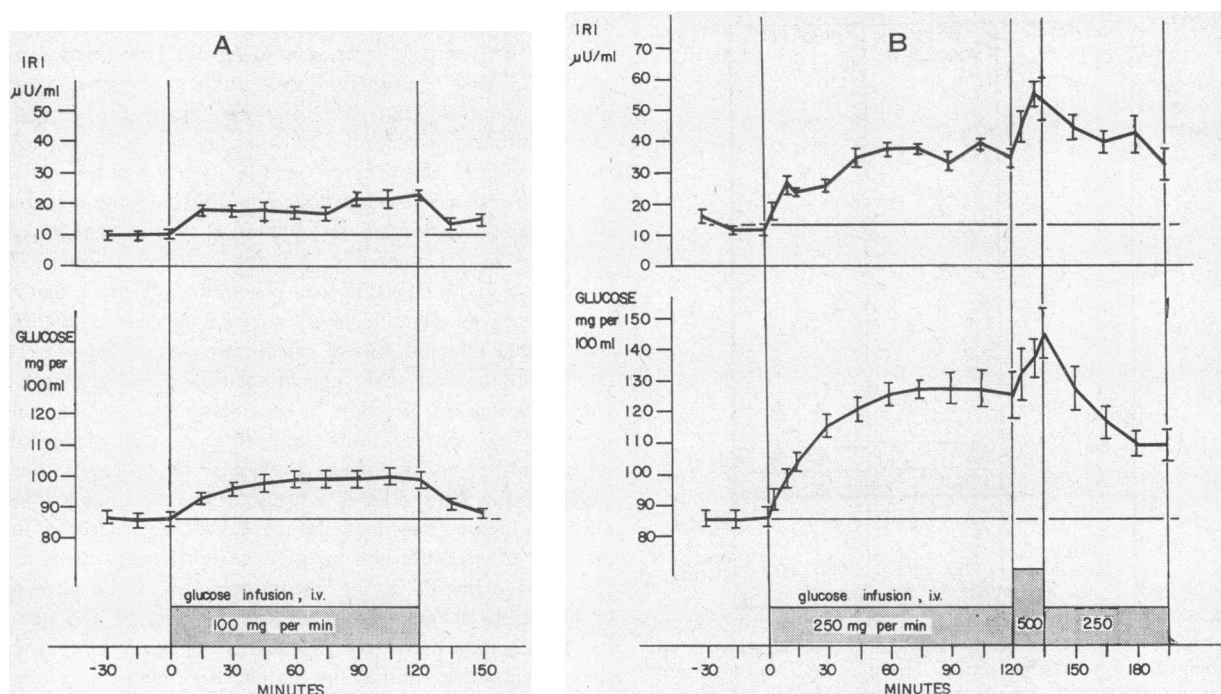 A
IRI
μU/ml
50
40
30
20
10
0
GLUCOSE
mg per
100 ml
120
110
100
90
80
glucose infusion, i.v.
100 mg per min
-30 0 30 60 90 120 150
MINUTES
B
IRI
μU/ml
70
60
50
40
30
20
10
0
GLUCOSE
mg per 150
100 ml
140
130
120
110
100
90
80
glucose infusion, i.v.
250 mg per min 500 250
-30 0 30 60 90 120 150 180
MINUTES